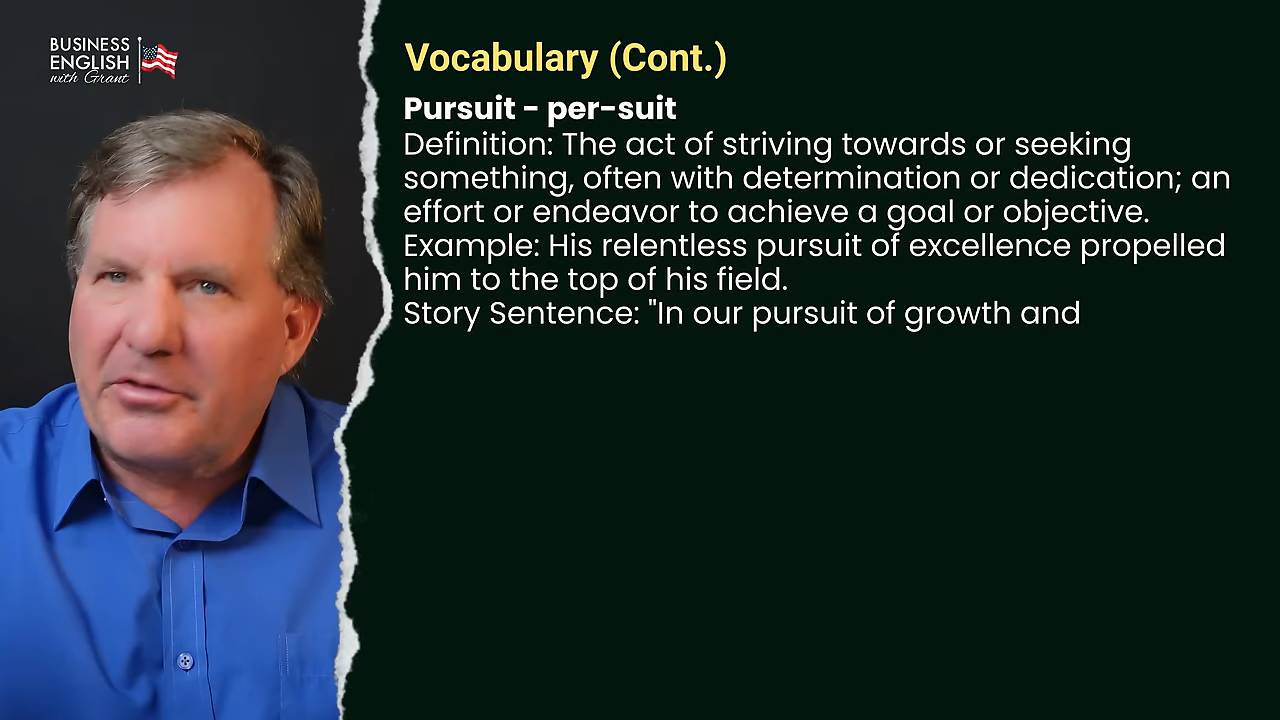 BUSINESS
ENGLISH
with Grant
Vocabulary (Cont.)
Pursuit - per-suit
Definition: The act of striving towards or seeking
something, often with determination or dedication; an
effort or endeavor to achieve a goal or objective.
Example: His relentless pursuit of excellence propelled
him to the top of his field.
Story Sentence: "In our pursuit of growth and